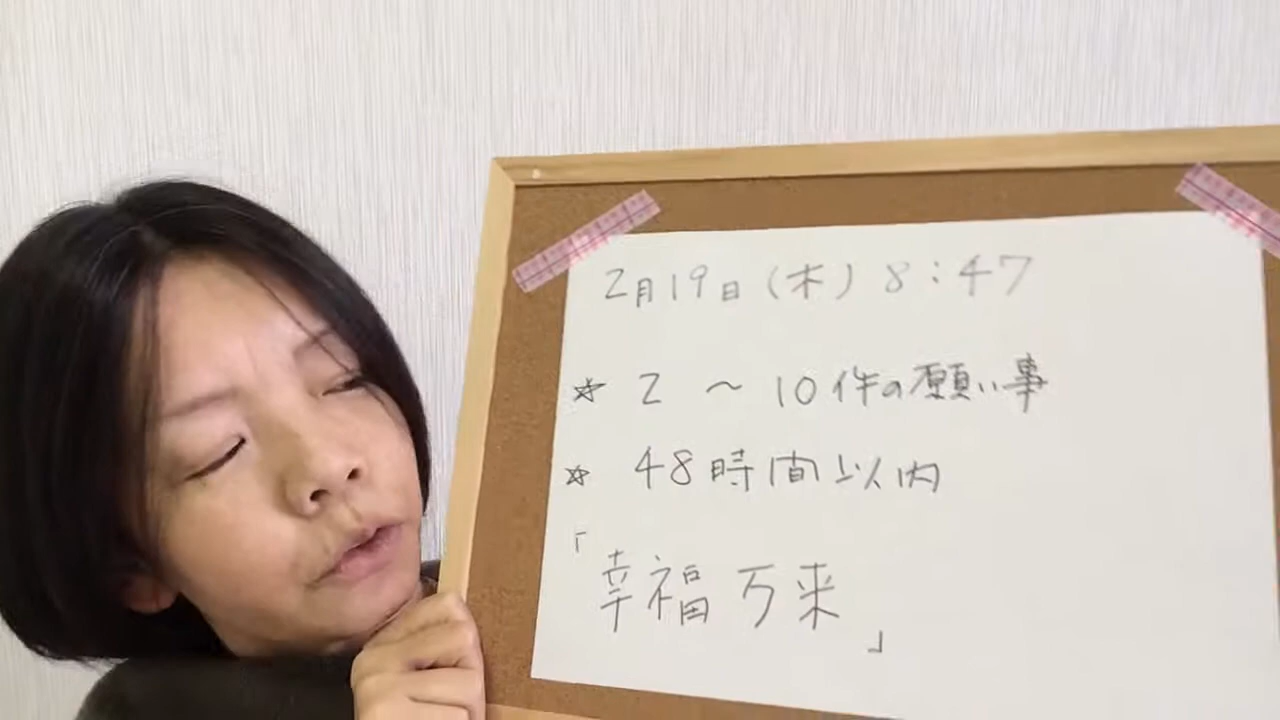 2月19日(木)8:47
☆ 2 〜 10件の願い事
☆ 48時間以内
「幸福万来」